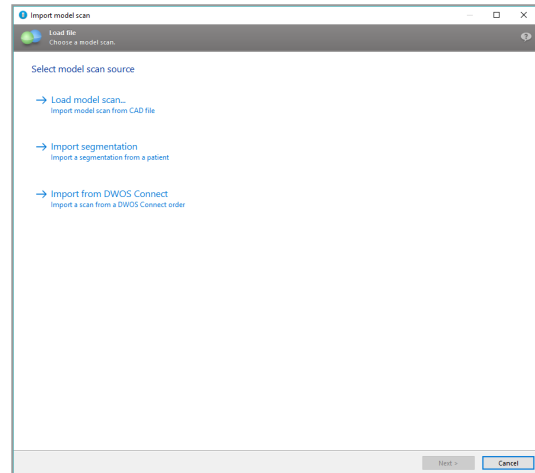 Import model scan
Load file
Choose a model scan.
Select model scan source
Load model scan...
Import model scan from CAD file
Import segmentation
Import a segmentation from a patient
Import from DWOS Connect
Import a scan from a DWOS Connect order
Next >
Cancel